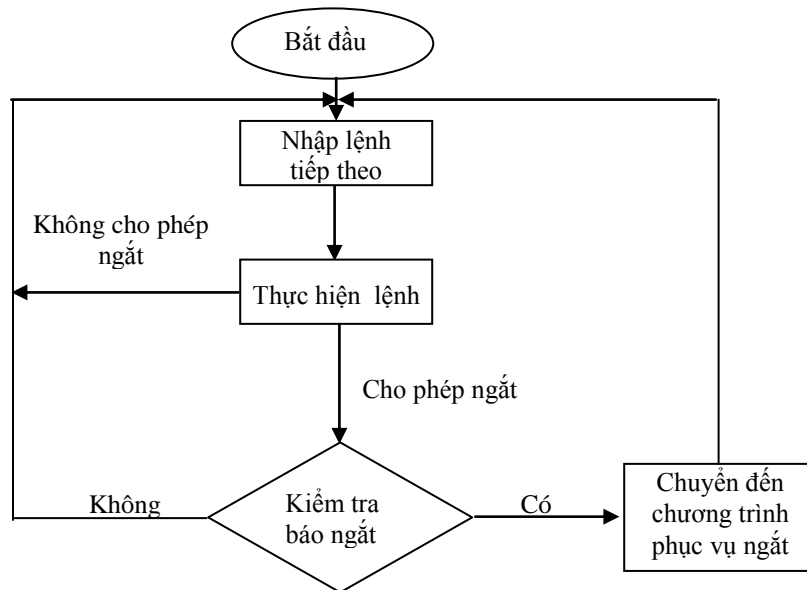 Bắt đầu
Nhập lệnh
tiếp theo
Không cho phép
ngắt
Thực hiện lệnh
Cho phép ngắt
Không
Kiểm tra
báo ngắt
Có
Chuyển đến
chương trình
phục vụ ngắt